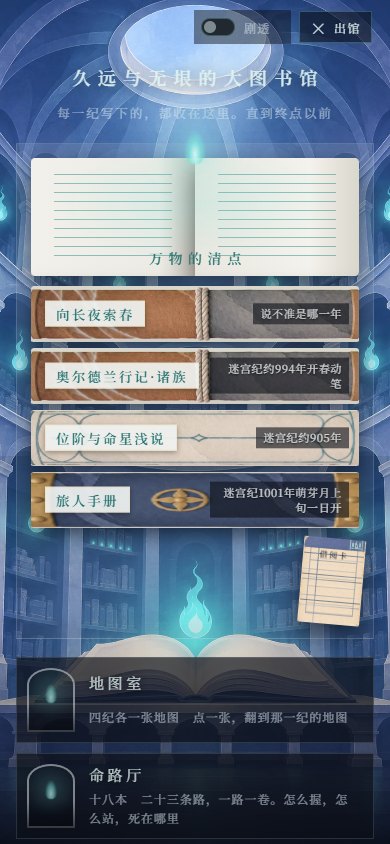 剧透
出馆
久远与无垠的大图书馆
每一纪写下的，都收在这里。直到终点以前
万物的清点
向长夜索春
说不准是哪一年
奥尔德兰行记·诸族
迷宫纪约994年开春动
笔
位阶与命星浅说
迷宫纪约905年
旅人手册
迷宫纪1001年萌芽月上
旬一日开
借阅卡
地图室
四纪各一张地图　点一张，翻到那一纪的地图
命路厅
十八本　二十三条路，一路一卷。怎么握，怎
么站，死在哪里